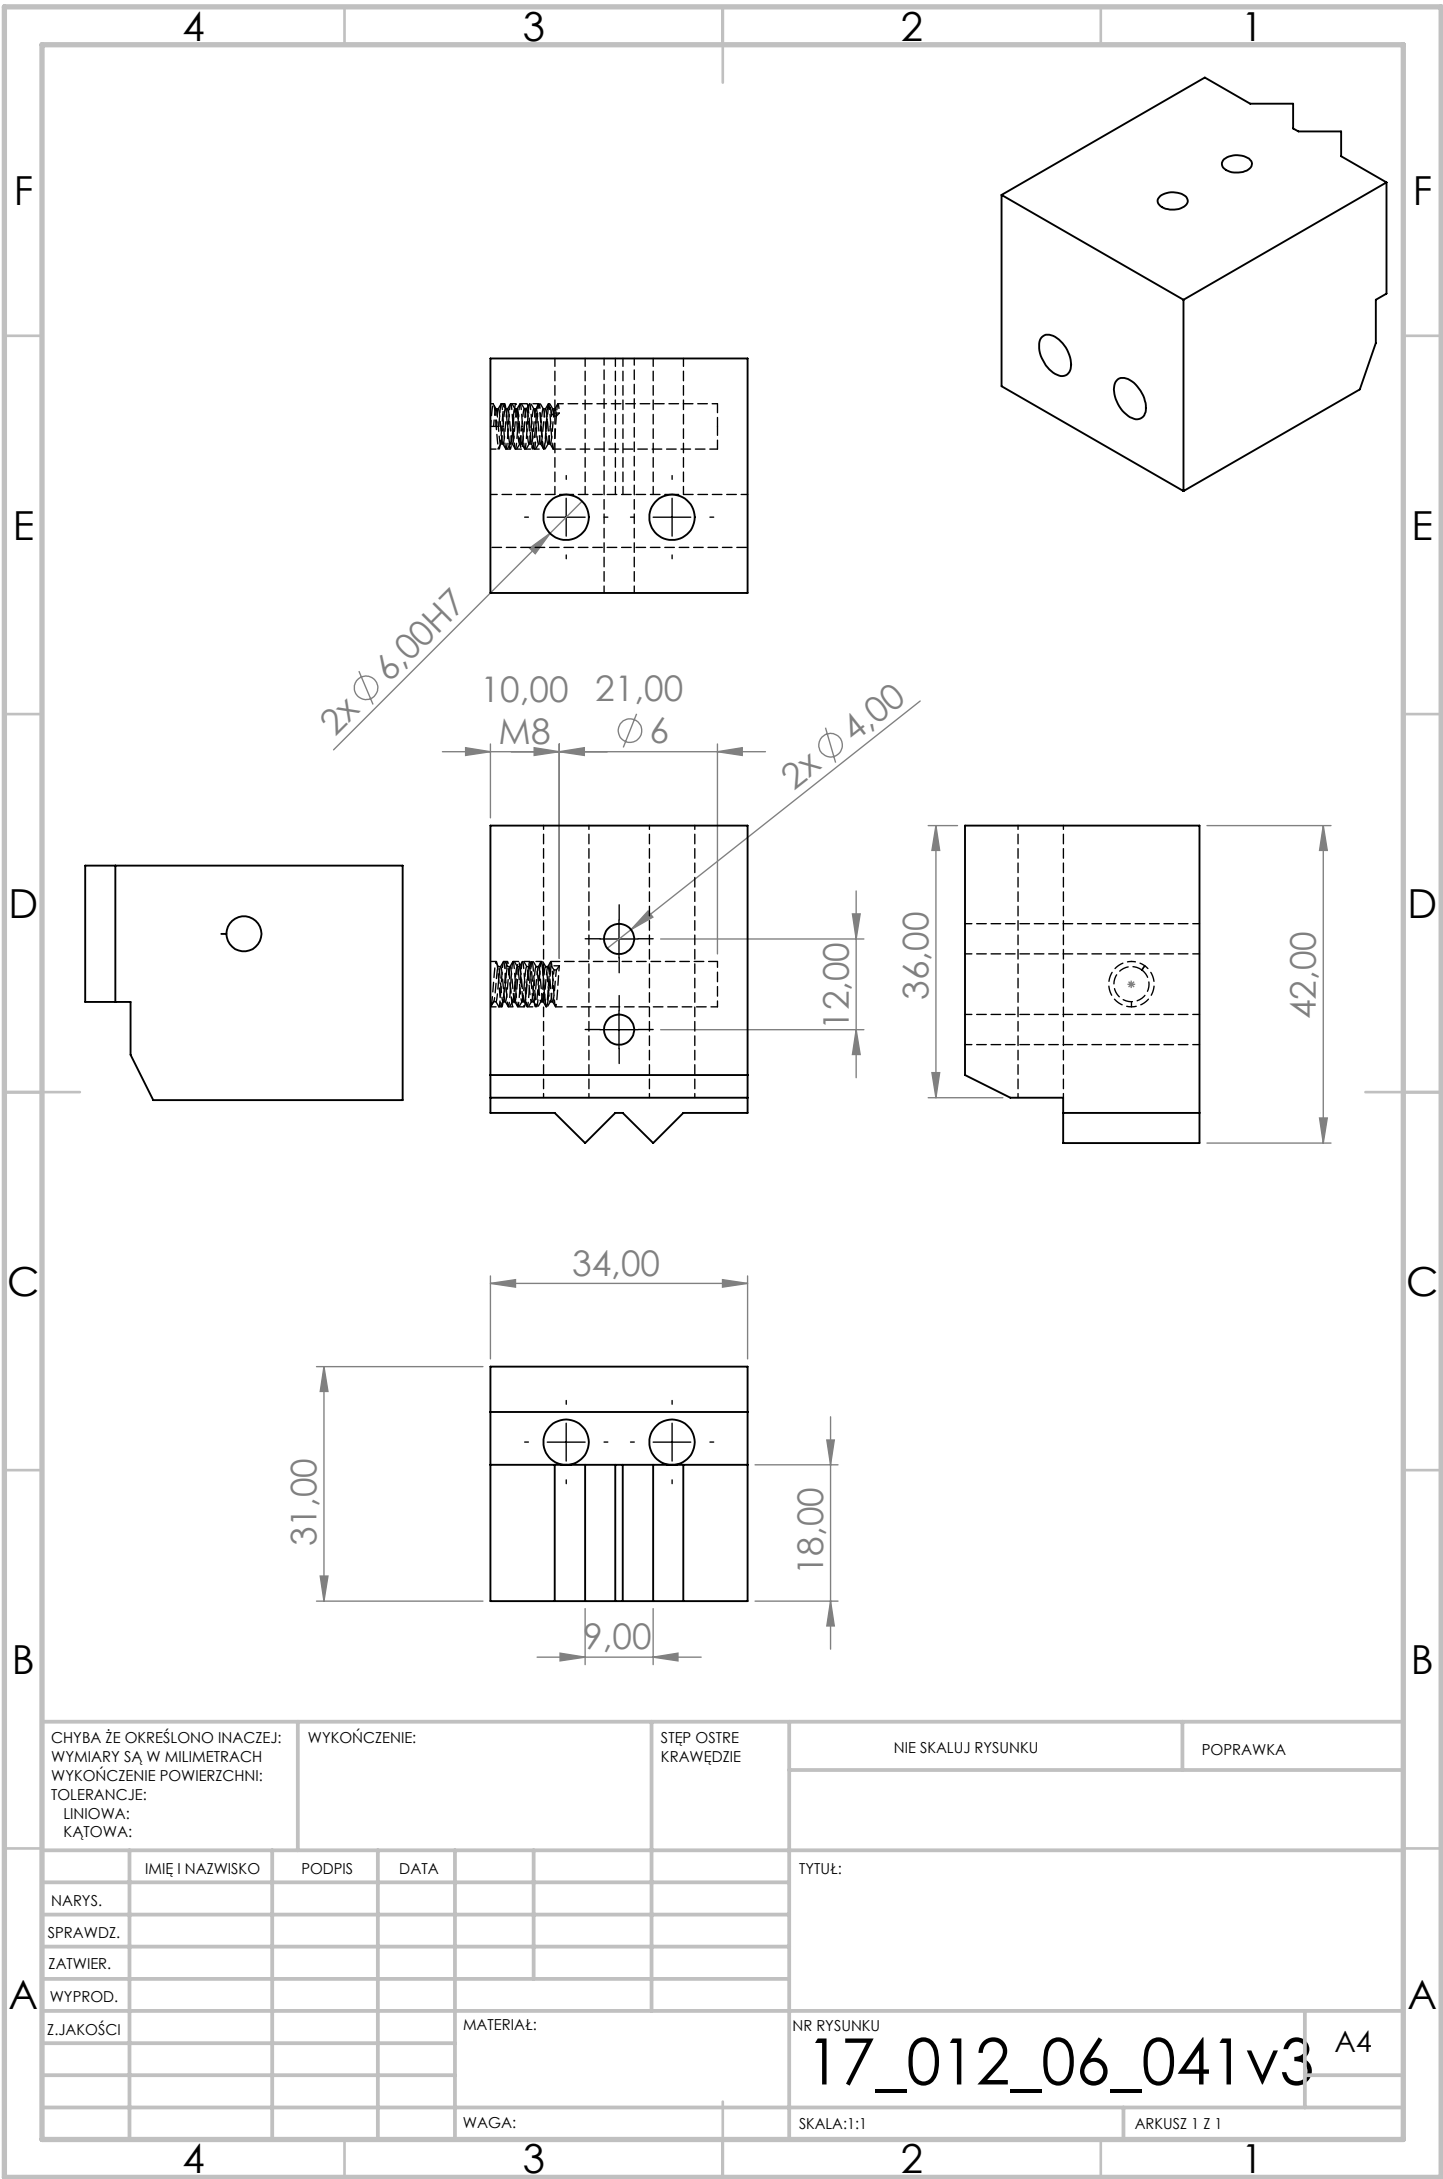 4 3 2 1
F F
E E
D D
C C
B B
A A
2x∅6,00H7
10,00 21,00
M8 ∅6
2x∅4,00
12,00
36,00
42,00
34,00
31,00
18,00
9,00
CHYBA ŻE OKREŚLONO INACZEJ:
WYMIARY SĄ W MILIMETRACH
WYKOŃCZENIE POWIERZCHNI:
TOLERANCJE:
LINIOWA:
KĄTOWA:
WYKOŃCZENIE:
STĘP OSTRE
KRAWĘDZIE
NIE SKALUJ RYSUNKU
POPRAWKA
IMIĘ I NAZWISKO PODPIS DATA
NARYS.
SPRAWDZ.
ZATWIER.
WYPROD.
Z.JAKOŚCI
TYTUŁ:
MATERIAŁ:
NR RYSUNKU
17_012_06_041v3
A4
WAGA:
SKALA:1:1
ARKUSZ 1 Z 1
4 3 2 1